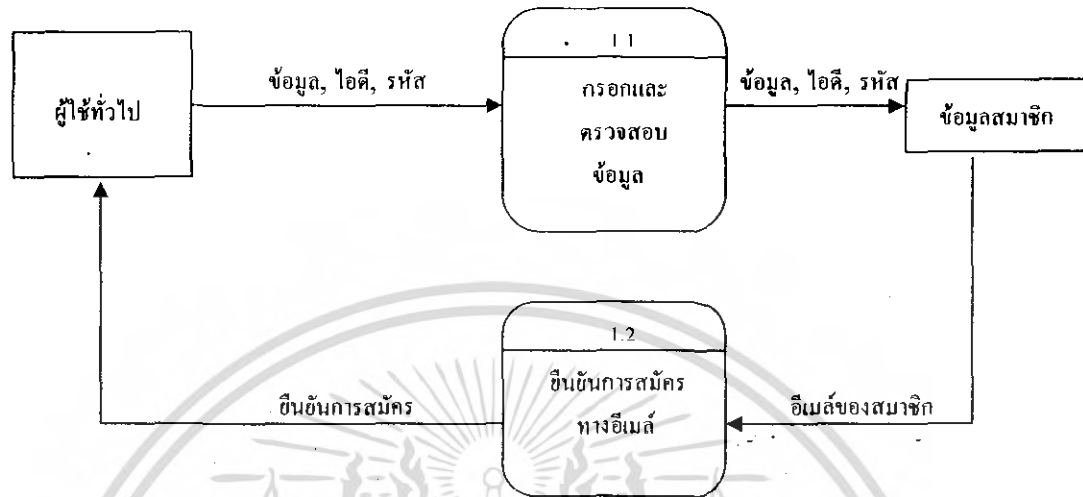 ผู้ใช้ทั่วไป
ข้อมูล, ไอดี, รหัส
1.1
กรอกและ
ตรวจสอบ
ข้อมูล
ข้อมูล, ไอดี, รหัส
ข้อมูลสมาชิก
อีเมล์ของสมาชิก
1.2
ยืนยันการสมัคร
ทางอีเมล์
ยืนยันการสมัคร